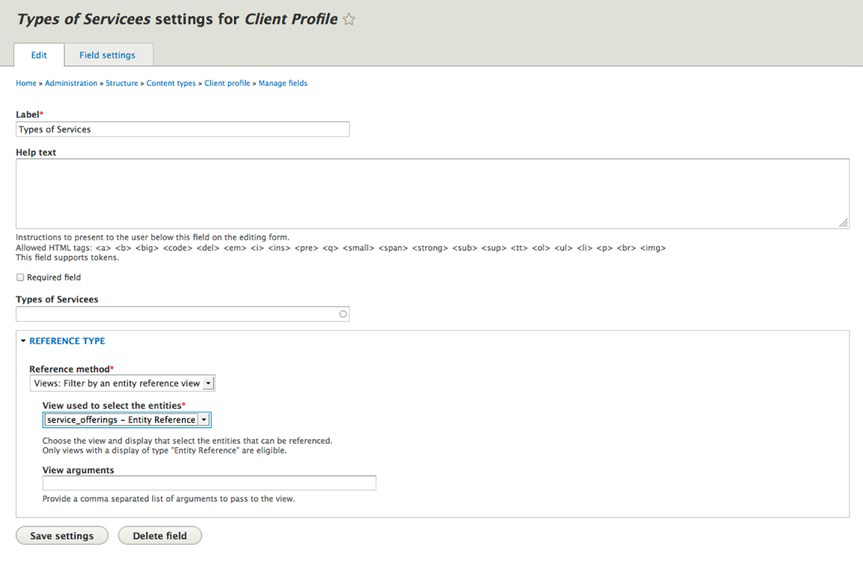 Types of Servicees settings for Client Profile
Edit
Field settings
Home » Administration » Structure » Content types » Client profile » Manage fields
Label*
Types of Services
Help text
Instructions to present to the user below this field on the editing form.
Allowed HTML tags: <a> <b> <big> <code> <del> <em> <i> <ins> <pre> <q> <small> <span> <strong> <sub> <sup> <tt> <ol> <ul> <li> <p> <br> <img>
This field supports tokens.
Required field
Types of Servicees
REFERENCE TYPE
Reference method*
Views: Filter by an entity reference view
View used to select the entities*
service_offerings – Entity Reference
Choose the view and display that select the entities that can be referenced.
Only views with a display of type "Entity Reference" are eligible.
View arguments
Provide a comma separated list of arguments to pass to the view.
Save settings
Delete field